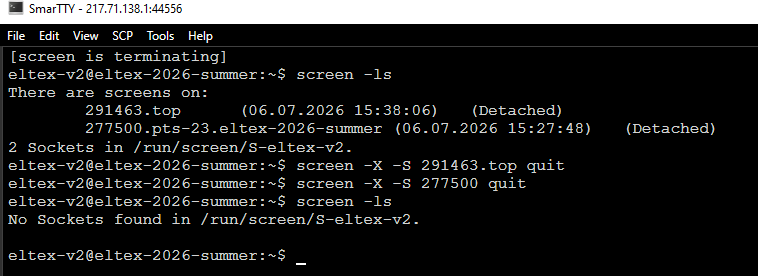 SmarTTY - 217.71.138.1:44556
File Edit View SCP Tools Help
[screen is terminating]
eltex-v2@eltex-2026-summer:~$ screen -ls
There are screens on:
        291463.top      (06.07.2026 15:38:06)   (Detached)
        277500.pts-23.eltex-2026-summer (06.07.2026 15:27:48)   (Detached)
2 Sockets in /run/screen/S-eltex-v2.
eltex-v2@eltex-2026-summer:~$ screen -X -S 291463.top quit
eltex-v2@eltex-2026-summer:~$ screen -X -S 277500 quit
eltex-v2@eltex-2026-summer:~$ screen -ls
No Sockets found in /run/screen/S-eltex-v2.

eltex-v2@eltex-2026-summer:~$ _